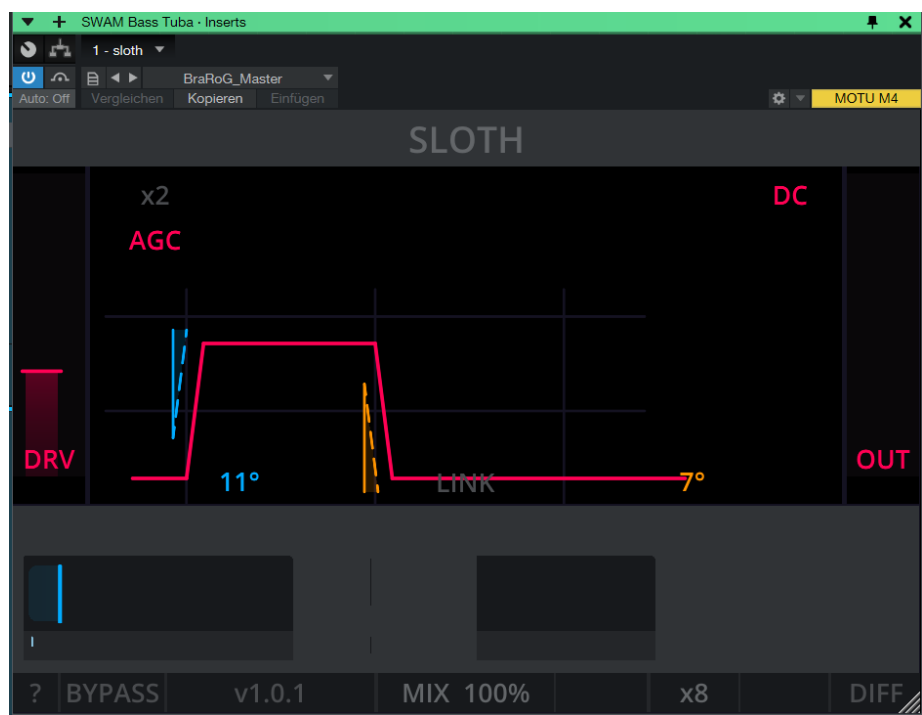 SWAM Bass Tuba · Inserts
1 - sloth
BraRoG_Master
Auto: Off Vergleichen Kopieren Einfügen MOTU M4
SLOTH
x2 DC
AGC
DRV OUT
11° LINK 7°
? BYPASS v1.0.1 MIX 100% x8 DIFF